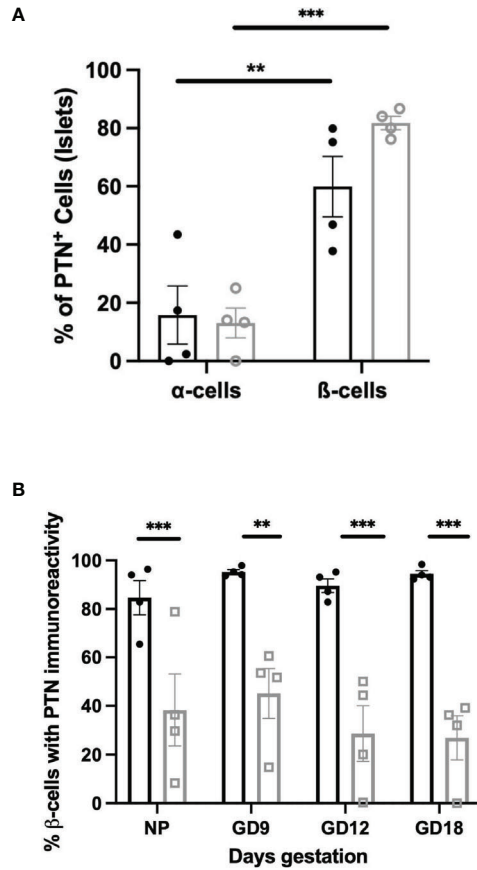 A
***
**
% of PTN⁺ Cells (Islets)
100
80
60
40
20
0
α-cells
ß-cells
B
***
**
***
***
% β-cells with PTN immunoreactivity
100
80
60
40
20
0
NP
GD9
GD12
GD18
Days gestation